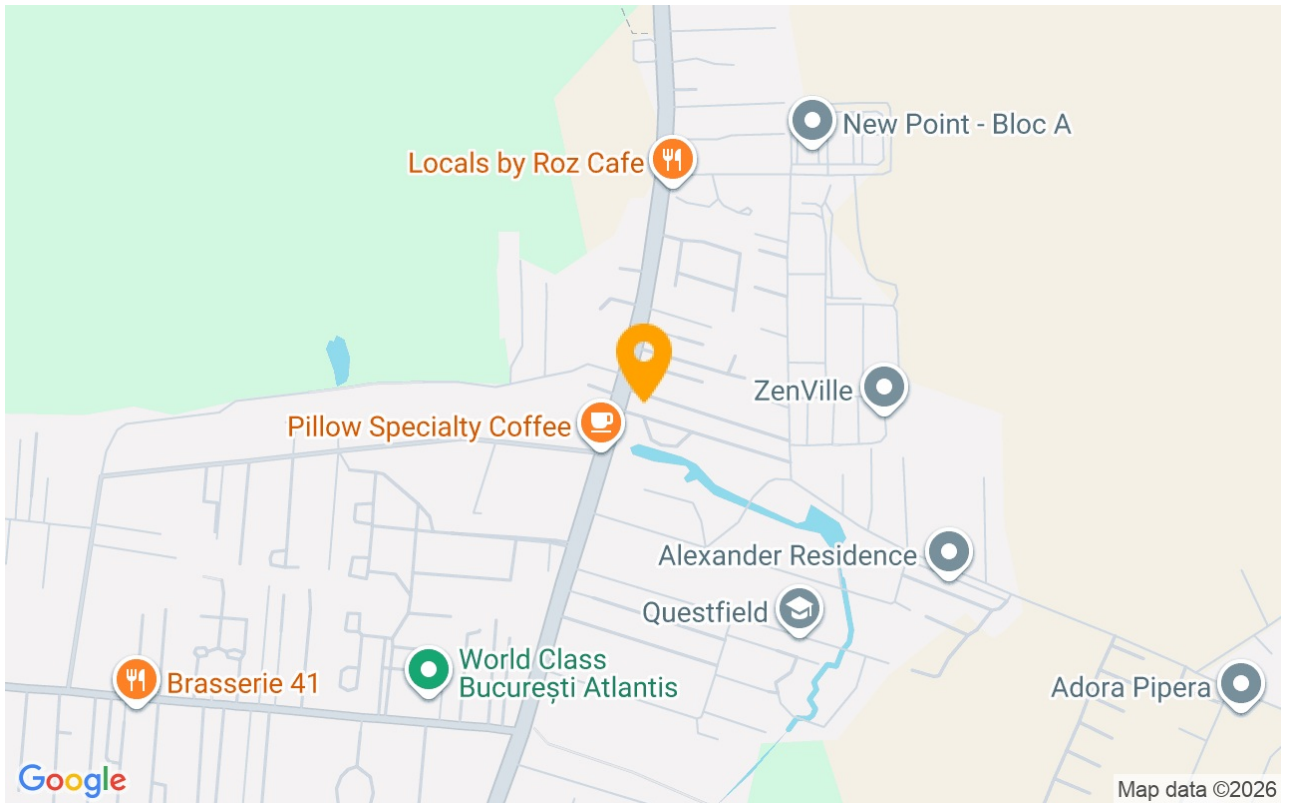 New Point - Bloc A
Locals by Roz Cafe
ZenVille
Pillow Specialty Coffee
Alexander Residence
Questfield
World Class
București Atlantis
Brasserie 41
Adora Pipera
Google
Map data ©2026